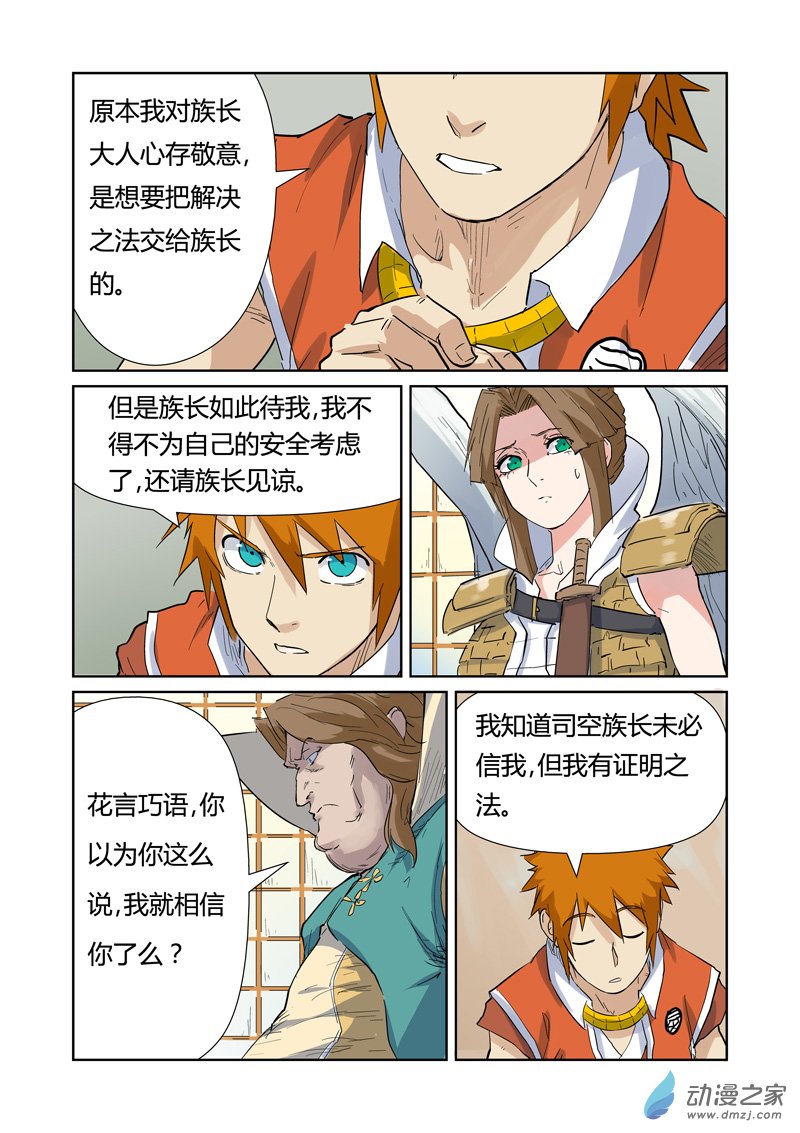 原本我对族长
大人心存敬意，
是想要把解决
之法交给族长
的。
但是族长如此待我，我不
得不为自己的安全考虑
了，还请族长见谅。
花言巧语，你
以为你这么
说，我就相信
你了么？
我知道司空族长未必
信我，但我有证明之
法。
动漫之家
www.dmzj.com